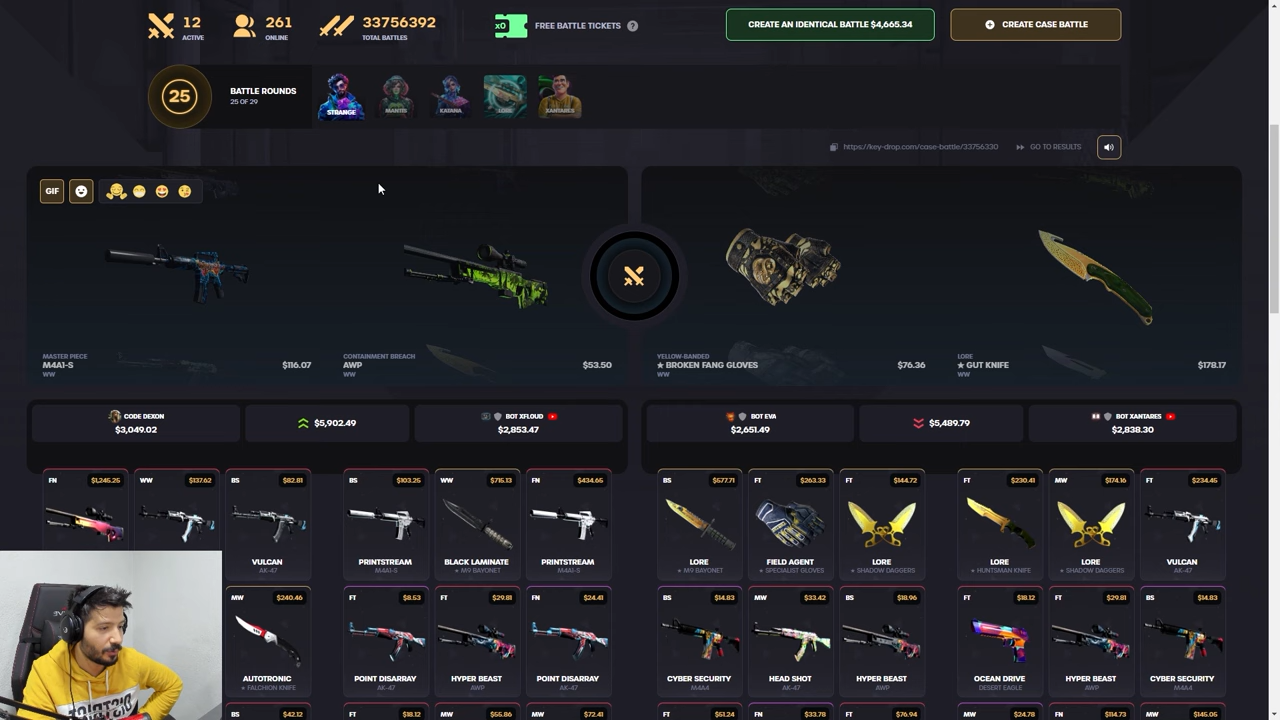 12
ACTIVE
261
ONLINE
33756392
TOTAL BATTLES
x0
FREE BATTLE TICKETS ?
CREATE AN IDENTICAL BATTLE $4,665.34
CREATE CASE BATTLE
25
BATTLE ROUNDS
25 OF 29
STRANGE
MANTIS
KATANA
LORE
XANTARES
https://key-drop.com/case-battle/33756330
GO TO RESULTS
GIF
MASTER PIECE
M4A1-S
WW
$116.07
CONTAINMENT BREACH
AWP
WW
$53.50
YELLOW-BANDED
★ BROKEN FANG GLOVES
WW
$76.36
LORE
★ GUT KNIFE
WW
$178.17
CODE DEXON
$3,049.02
$5,902.49
BOT XFLOUD
$2,853.47
BOT EVA
$2,651.49
$5,489.79
BOT XANTARES
$2,838.30
FN $1,245.25
WW $137.62
BS $82.81
BS $103.25
WW $715.13
FN $434.65
BS $577.71
FT $263.33
FT $144.72
FT $230.41
MW $174.16
FT $234.45
VULCAN
AK-47
PRINTSTREAM
M4A1-S
BLACK LAMINATE
★ M9 BAYONET
PRINTSTREAM
M4A1-S
LORE
★ M9 BAYONET
FIELD AGENT
★ SPECIALIST GLOVES
LORE
★ SHADOW DAGGERS
LORE
★ HUNTSMAN KNIFE
LORE
★ SHADOW DAGGERS
VULCAN
AK-47
MW $240.46
FT $8.53
FT $29.81
FN $24.41
BS $14.83
MW $33.42
BS $18.96
FT $18.12
FT $29.81
BS $14.83
AUTOTRONIC
★ FALCHION KNIFE
POINT DISARRAY
AK-47
HYPER BEAST
AWP
POINT DISARRAY
AK-47
CYBER SECURITY
M4A4
HEAD SHOT
AK-47
HYPER BEAST
AWP
OCEAN DRIVE
DESERT EAGLE
HYPER BEAST
AWP
CYBER SECURITY
M4A4
BS $42.12
FT $18.12
MW $55.86
MW $72.41
FT $51.24
FN $33.78
FT $76.94
MW $24.78
FN $114.73
MW $145.05